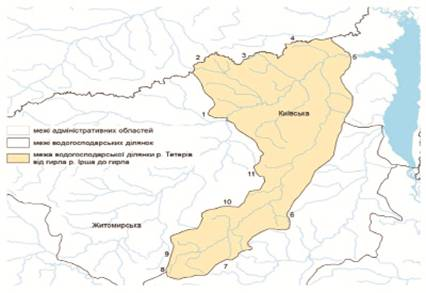 4
2
3
5
Київська
1
межі адміністративних областей
межі водогосподарських ділянок
межа водогосподарської ділянки р. Тетерів
від гирла р. Ірша до гирла
11
10
Житомирська
6
9
7
8